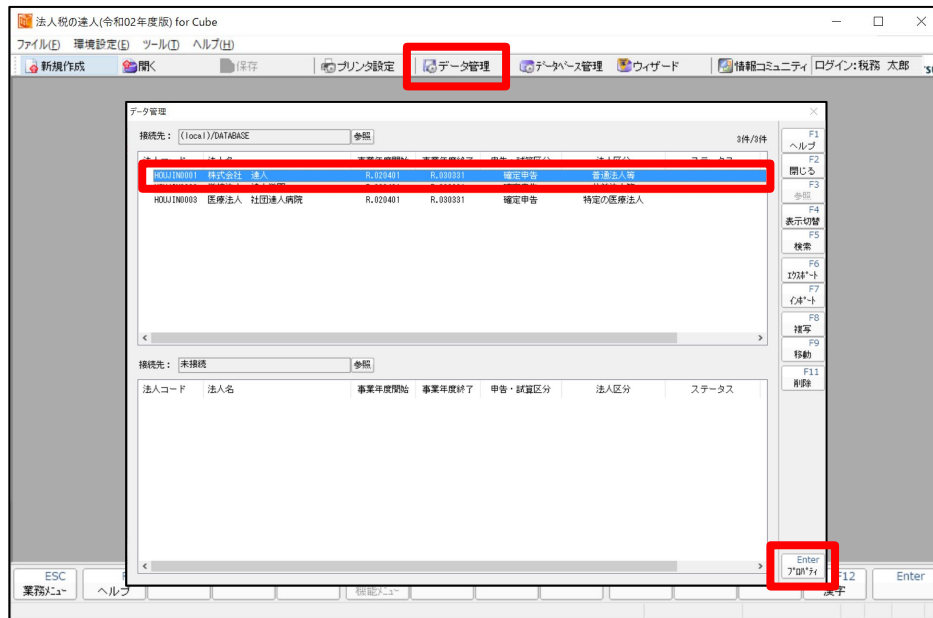 法人税の達人(令和02年度版) for Cube
ファイル(F) 環境設定(E) ツール(T) ヘルプ(H)
新規作成 開く 保存 プリンタ設定 データ管理 データベース管理 ウィザード 情報コミュニティ ログイン:税務 太郎
データ管理
接続先: (local)/DATABASE 参照 3件/3件
HOUJIN0001 株式会社 達人 R.020401 R.030331 確定申告 普通法人等
HOUJIN0003 医療法人 社団達人病院 R.020401 R.030331 確定申告 特定の医療法人
接続先: 未接続 参照
法人コード 法人名 事業年度開始 事業年度終了 申告・試算区分 法人区分 ステータス
F1
ヘルプ
F2
閉じる
F3
参照
F4
表示切替
F5
検索
F6
エクスポート
F7
インポート
F8
複写
F9
移動
F11
削除
Enter
プロパティ
ESC
業務メニュー
ヘルプ
機能メニュー
F12
漢字
Enter